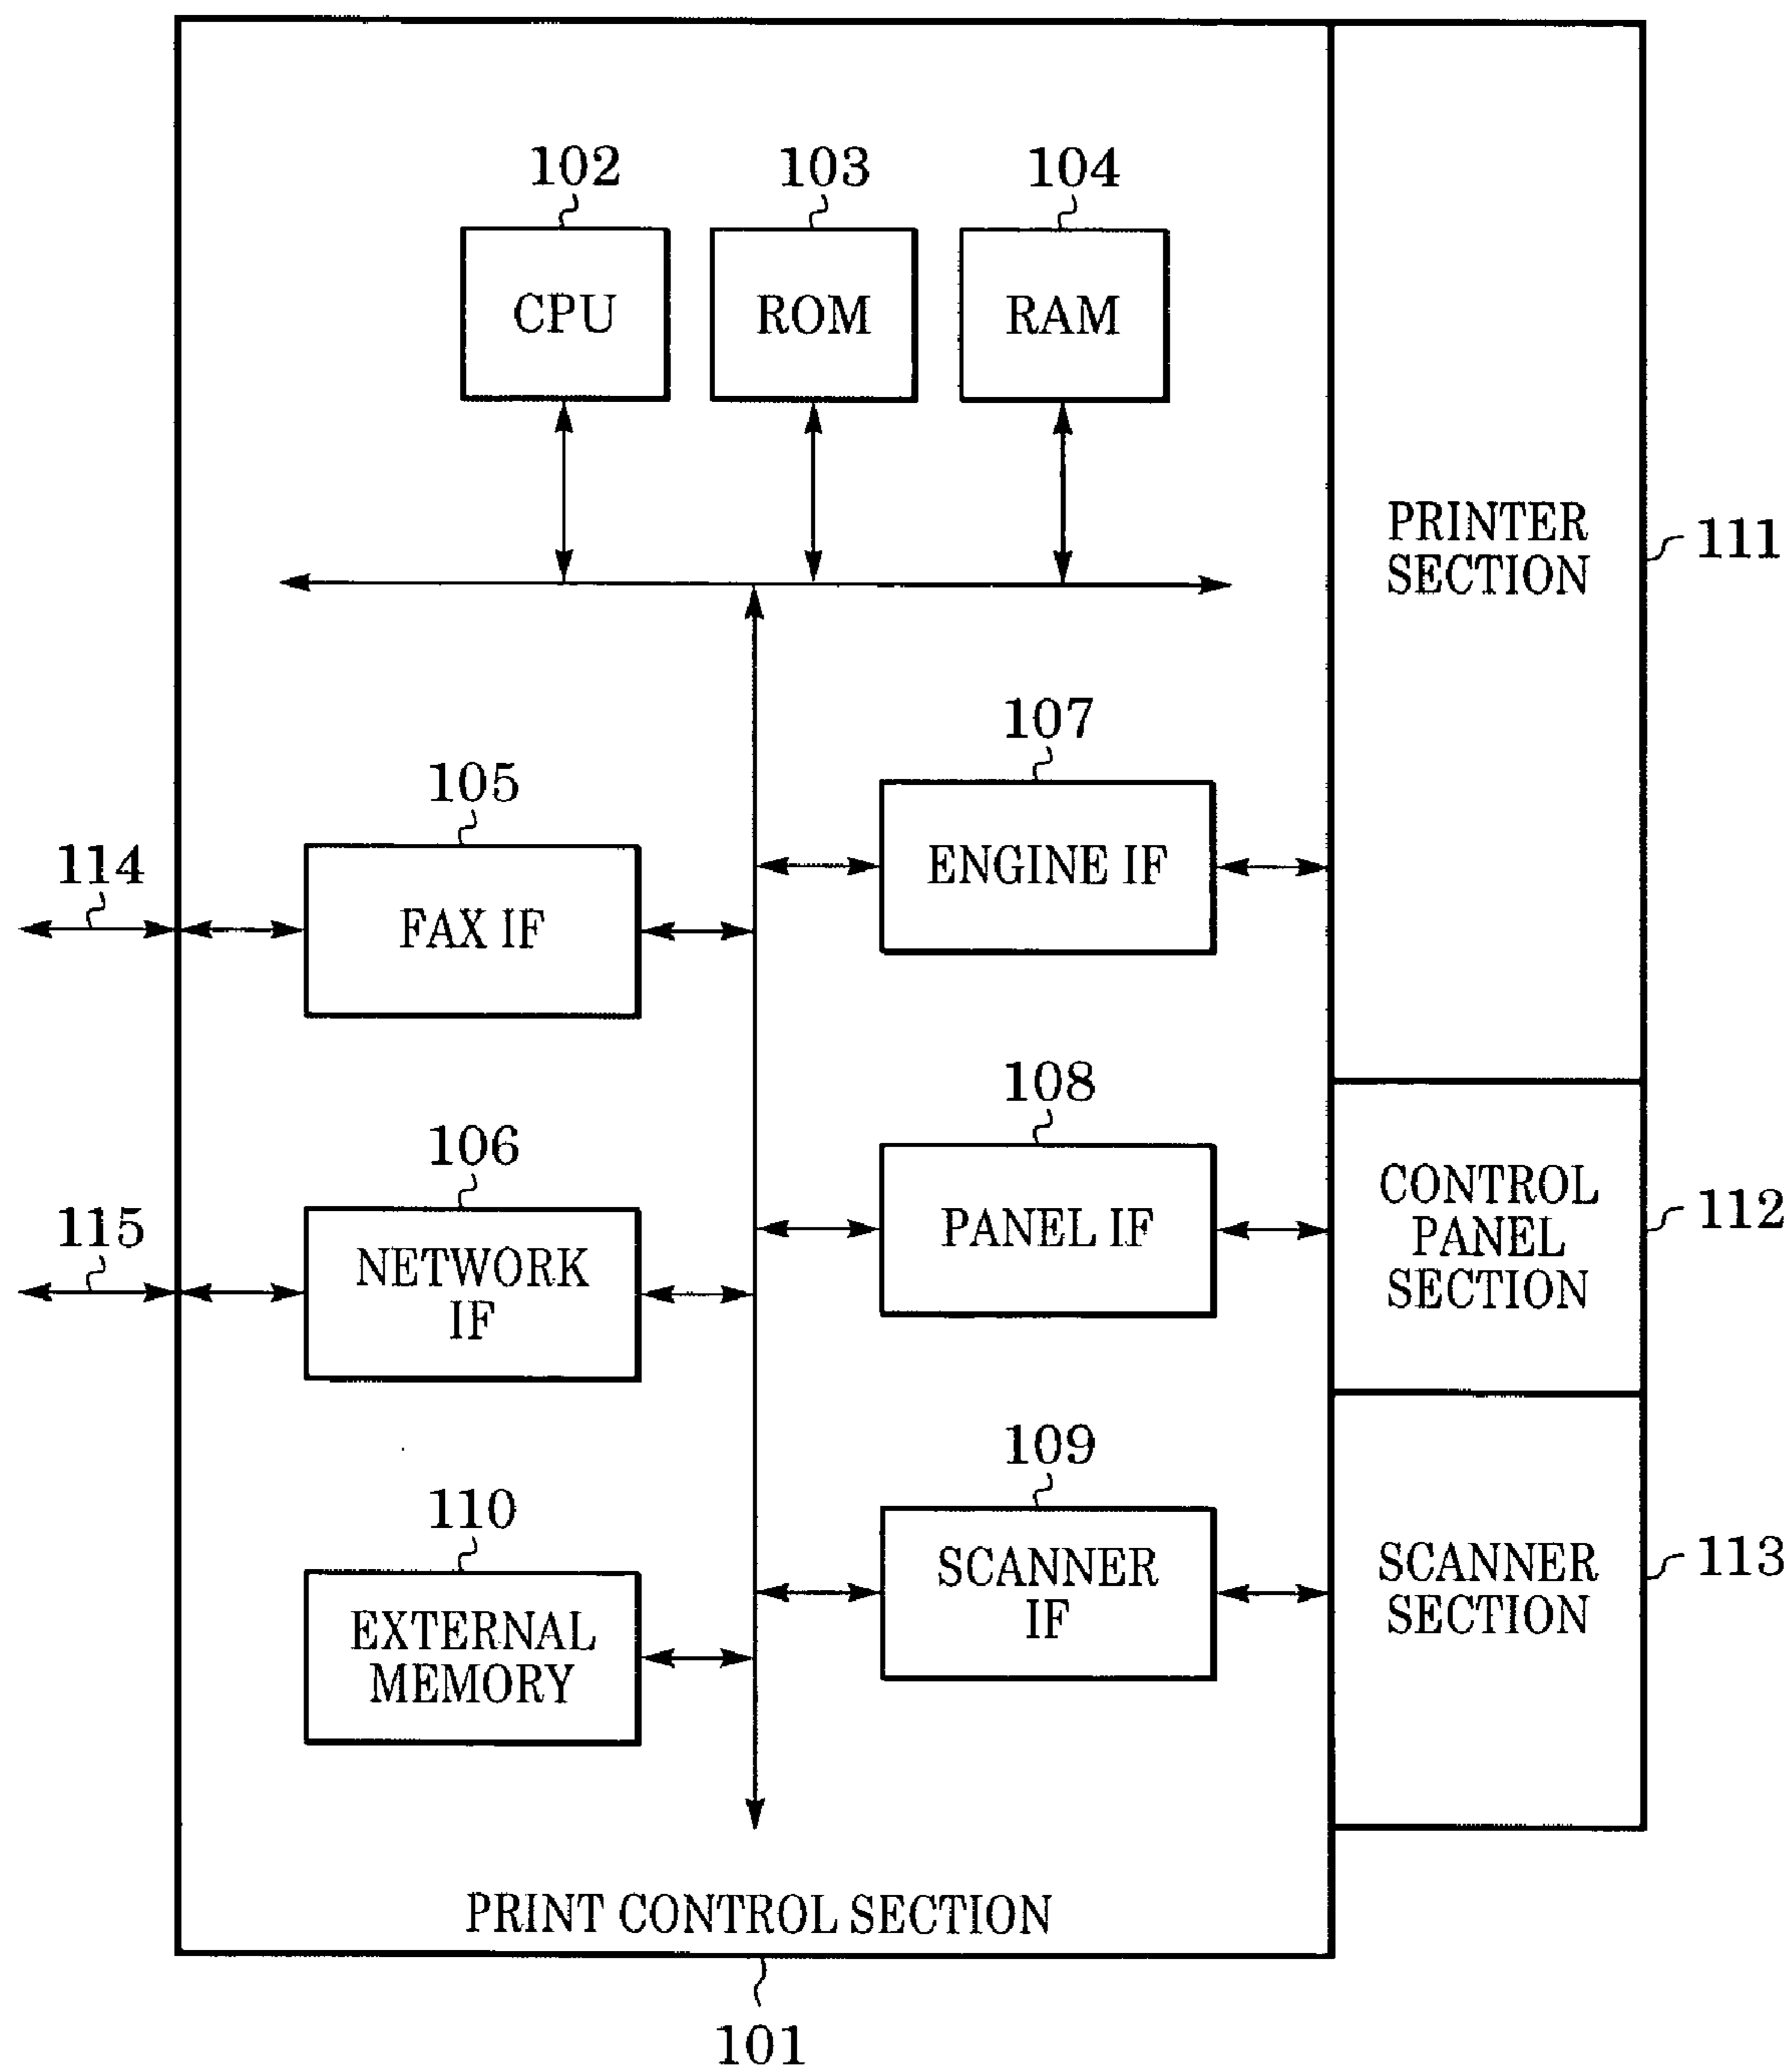 102
103
104
CPU
ROM
RAM
PRINTER
SECTION
111
107
105
ENGINE IF
114
FAX IF
108
106
CONTROL
PANEL
SECTION
112
115
PANEL IF
NETWORK
IF
109
110
SCANNER
IF
SCANNER
SECTION
113
EXTERNAL
MEMORY
PRINT CONTROL SECTION
101